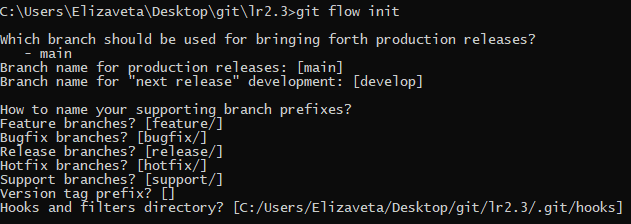 C:\Users\Elizaveta\Desktop\git\lr2.3>git flow init
Which branch should be used for bringing forth production releases?
- main
Branch name for production releases: [main]
Branch name for "next release" development: [develop]
How to name your supporting branch prefixes?
Feature branches? [feature/]
Bugfix branches? [bugfix/]
Release branches? [release/]
Hotfix branches? [hotfix/]
Support branches? [support/]
Version tag prefix? []
Hooks and filters directory? [C:/Users/Elizaveta/Desktop/git/lr2.3/.git/hooks]